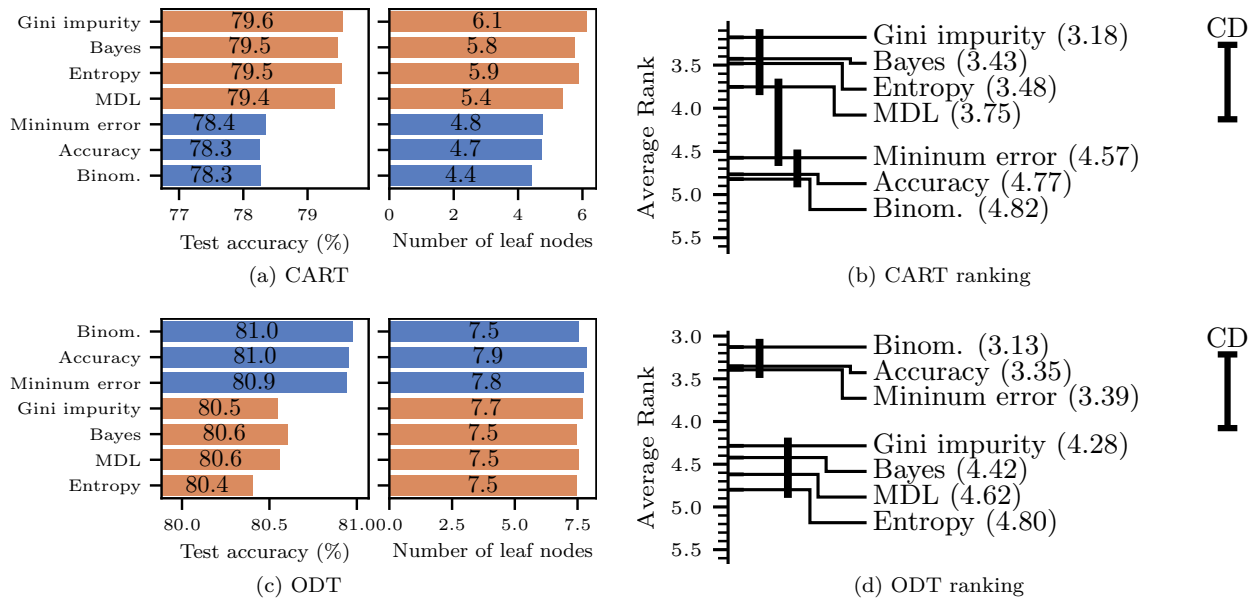 Gini impurity 79.6 6.1
Bayes 79.5 5.8
Entropy 79.5 5.9
MDL 79.4 5.4
Mininum error 78.4 4.8
Accuracy 78.3 4.7
Binom. 78.3 4.4
77 78 79 0 2 4 6
Test accuracy (%) Number of leaf nodes
(a) CART
Average Rank
3.5
4.0
4.5
5.0
5.5
Gini impurity (3.18)
Bayes (3.43)
Entropy (3.48)
MDL (3.75)
Mininum error (4.57)
Accuracy (4.77)
Binom. (4.82)
CD
(b) CART ranking
Binom. 81.0 7.5
Accuracy 81.0 7.9
Mininum error 80.9 7.8
Gini impurity 80.5 7.7
Bayes 80.6 7.5
MDL 80.6 7.5
Entropy 80.4 7.5
80.0 80.5 81.0 0.0 2.5 5.0 7.5
Test accuracy (%) Number of leaf nodes
(c) ODT
Average Rank
3.0
3.5
4.0
4.5
5.0
5.5
Binom. (3.13)
Accuracy (3.35)
Mininum error (3.39)
Gini impurity (4.28)
Bayes (4.42)
MDL (4.62)
Entropy (4.80)
CD
(d) ODT ranking